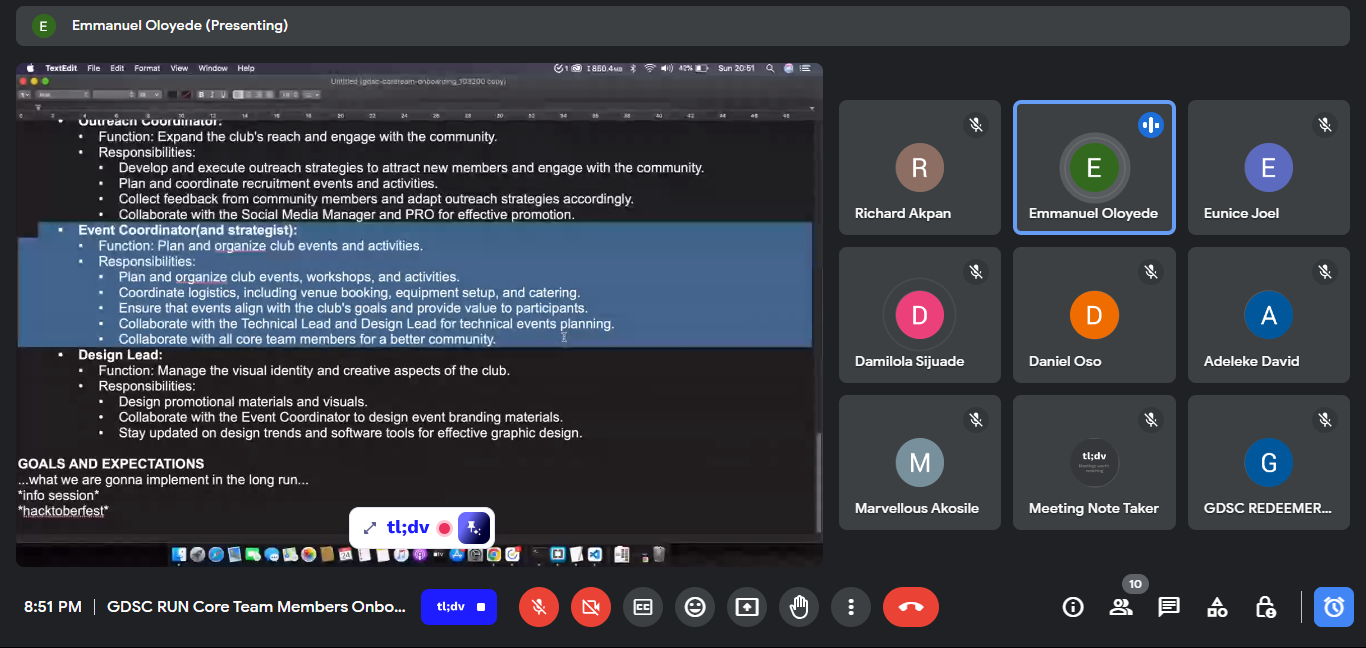 E
Emmanuel Oloyede (Presenting)
TextEdit File Edit Format View Window Help
42% Sun 20:51
Outreach Coordinator:
• Function: Expand the club's reach and engage with the community.
• Responsibilities:
• Develop and execute outreach strategies to attract new members and engage with the community.
• Plan and coordinate recruitment events and activities.
• Collect feedback from community members and adapt outreach strategies accordingly.
• Collaborate with the Social Media Manager and PRO for effective promotion.
• Event Coordinator(and strategist):
• Function: Plan and organize club events and activities.
• Responsibilities:
• Plan and organize club events, workshops, and activities.
• Coordinate logistics, including venue booking, equipment setup, and catering.
• Ensure that events align with the club's goals and provide value to participants.
• Collaborate with the Technical Lead and Design Lead for technical events planning.
• Collaborate with all core team members for a better community.
• Design Lead:
• Function: Manage the visual identity and creative aspects of the club.
• Responsibilities:
• Design promotional materials and visuals.
• Collaborate with the Event Coordinator to design event branding materials.
• Stay updated on design trends and software tools for effective graphic design.
GOALS AND EXPECTATIONS
...what we are gonna implement in the long run...
*info session*
*hacktoberfest*
tl;dv
R
Richard Akpan
E
Emmanuel Oloyede
E
Eunice Joel
D
Damilola Sijuade
D
Daniel Oso
A
Adeleke David
M
Marvellous Akosile
tl;dv
Meeting Note Taker
G
GDSC REDEEMER...
8:51 PM | GDSC RUN Core Team Members Onbo...
tl;dv
10